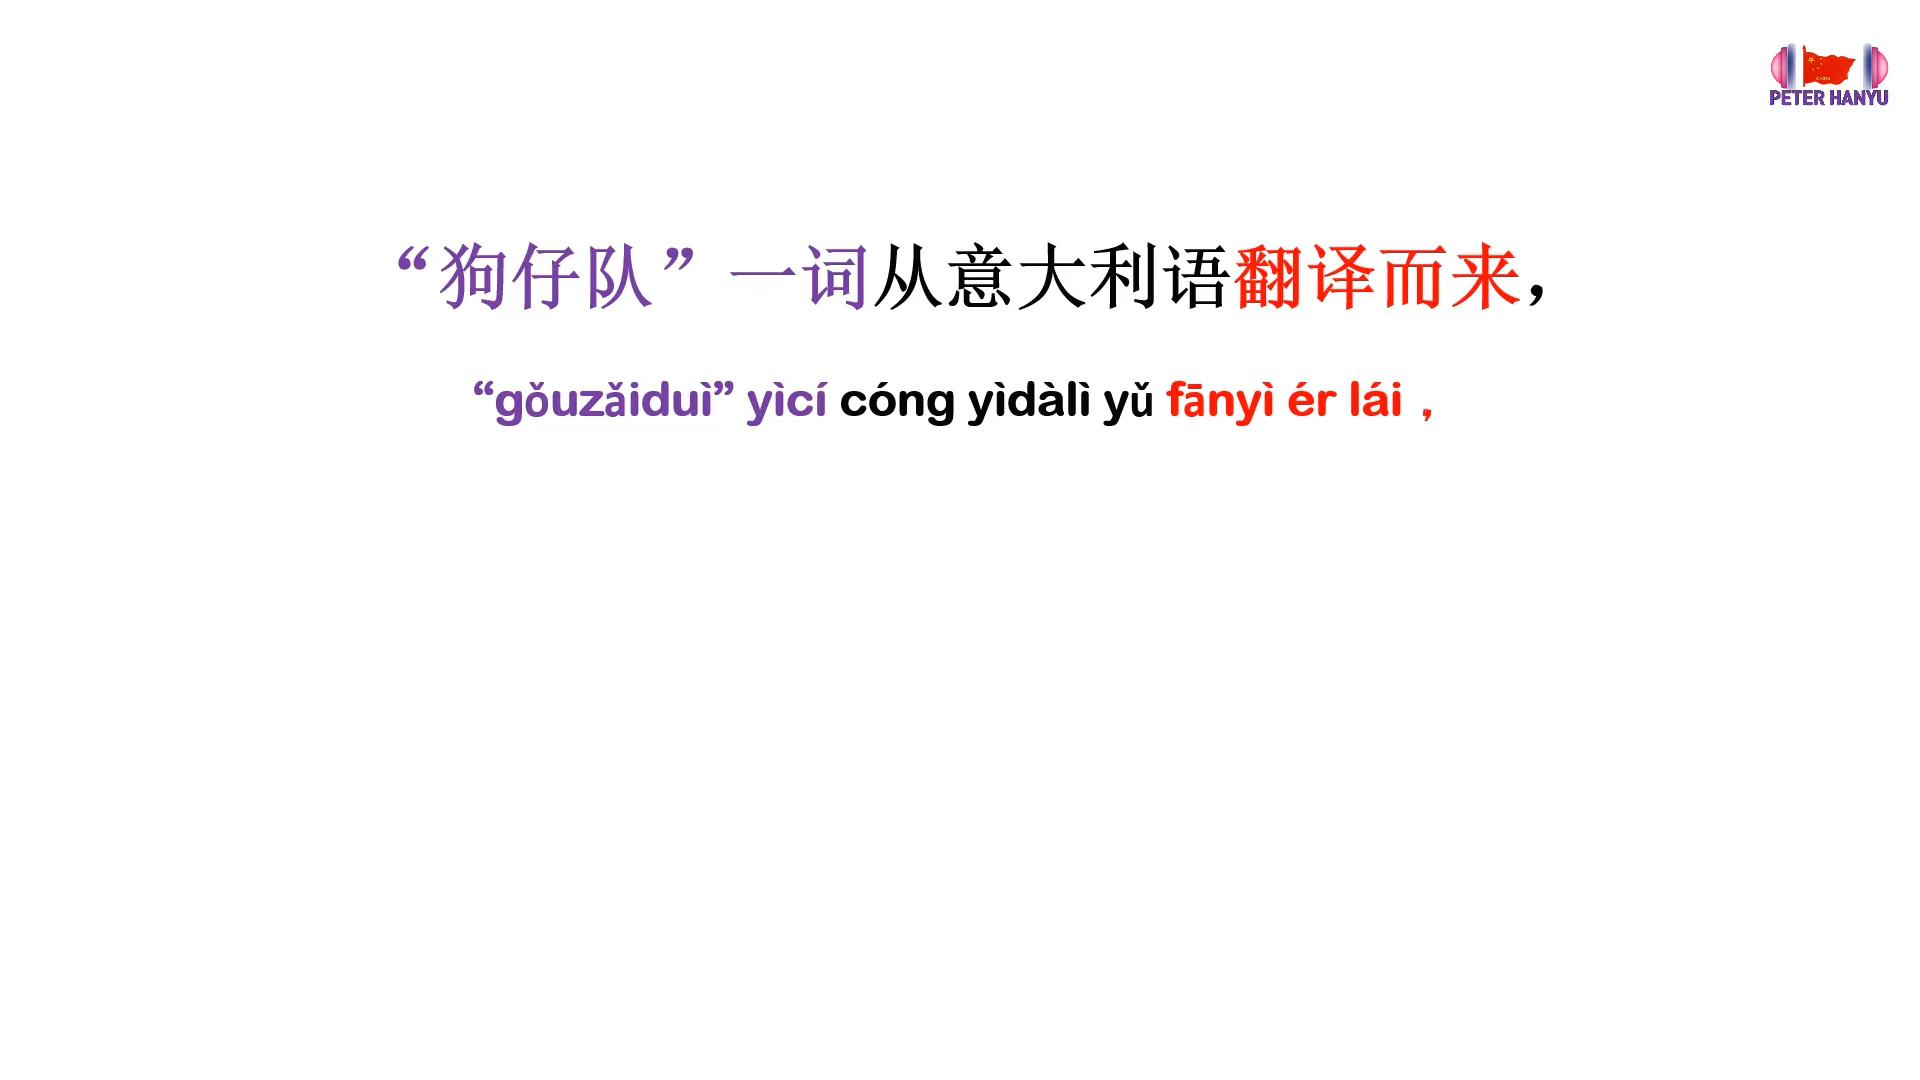 PETER HANYU
“狗仔队”一词从意大利语翻译而来，
“gǒuzǎiduì” yìcí cóng yìdàlì yǔ fānyì ér lái，